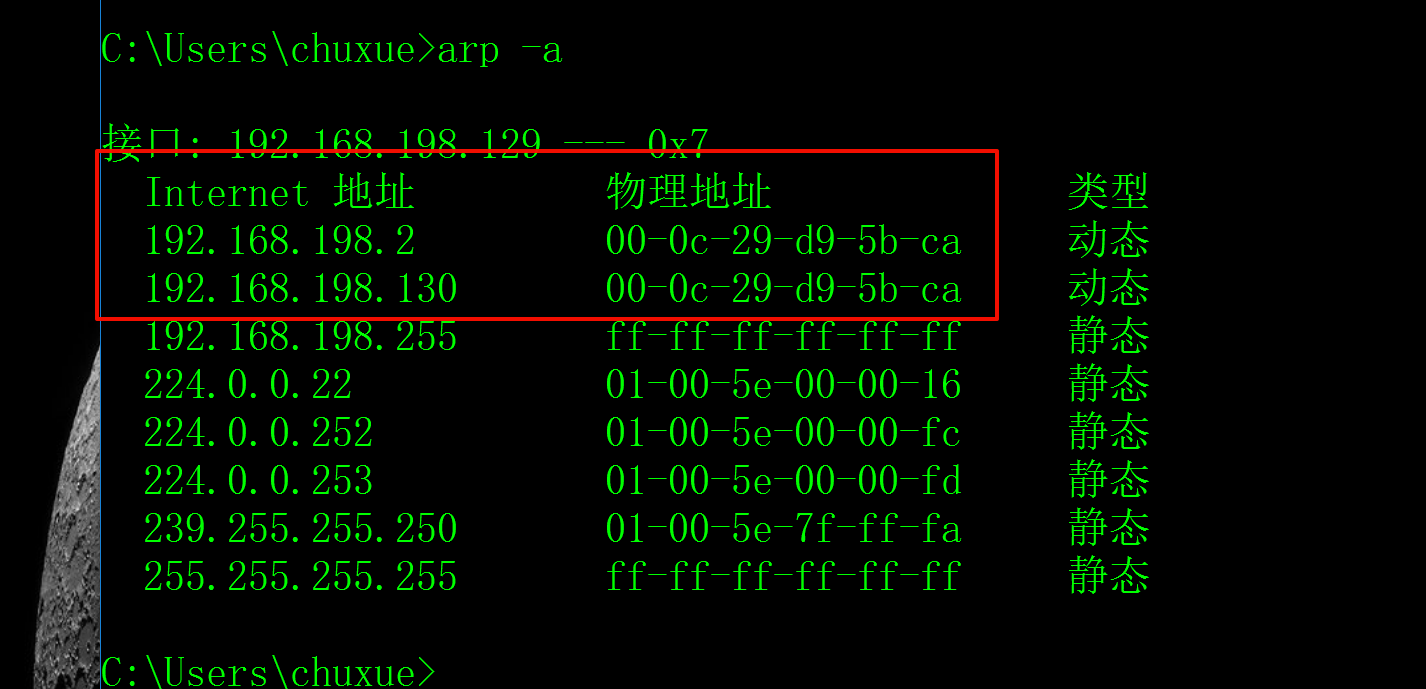 C:\Users\chuxue>arp -a
接口: 192.168.198.129 --- 0x7
Internet 地址 物理地址 类型
192.168.198.2 00-0c-29-d9-5b-ca 动态
192.168.198.130 00-0c-29-d9-5b-ca 动态
192.168.198.255 ff-ff-ff-ff-ff-ff 静态
224.0.0.22 01-00-5e-00-00-16 静态
224.0.0.252 01-00-5e-00-00-fc 静态
224.0.0.253 01-00-5e-00-00-fd 静态
239.255.255.250 01-00-5e-7f-ff-fa 静态
255.255.255.255 ff-ff-ff-ff-ff-ff 静态
C:\Users\chuxue>